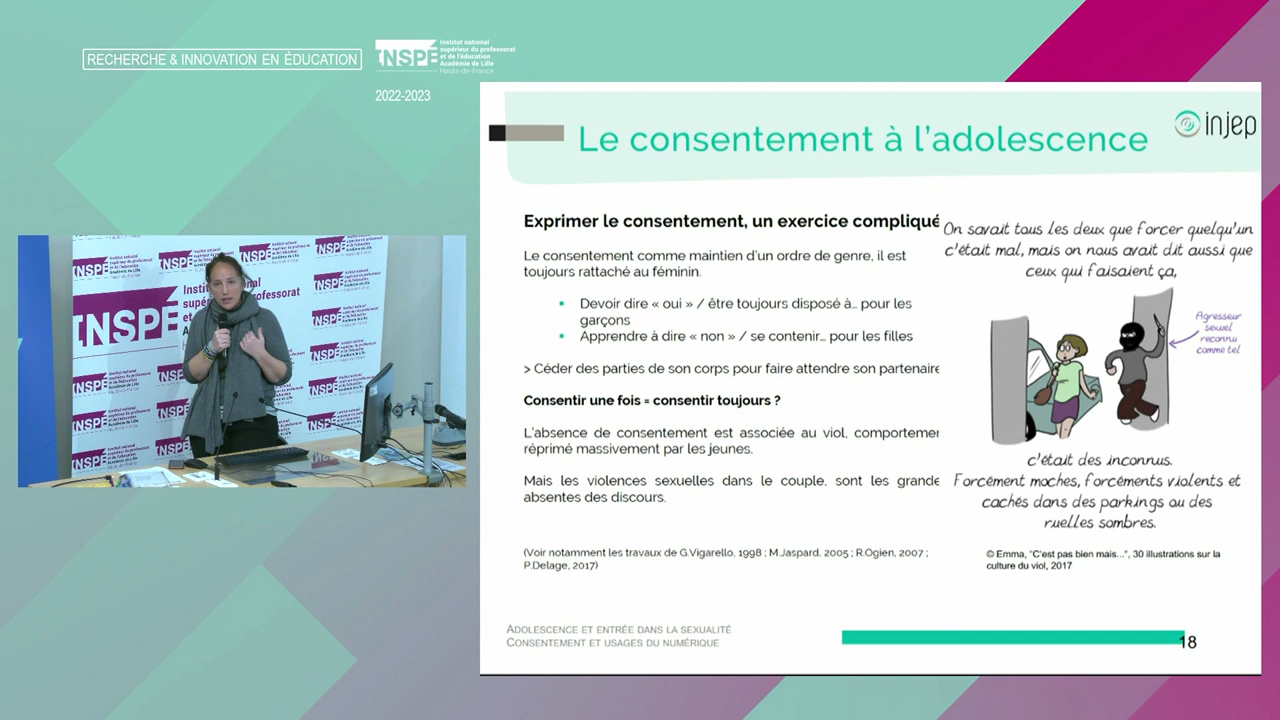 RECHERCHE & INNOVATION EN ÉDUCATION
INSPÉ
Institut national
supérieur du professorat
et de l'éducation
Académie de Lille
Hauts-de-France
2022-2023
Le consentement à l'adolescence
injep
Exprimer le consentement, un exercice compliqué
Le consentement comme maintien d'un ordre de genre, il est
toujours rattaché au féminin.
▪ Devoir dire « oui » / être toujours disposé à… pour les
garçons
▪ Apprendre à dire « non » / se contenir… pour les filles
> Céder des parties de son corps pour faire attendre son partenaire
Consentir une fois = consentir toujours ?
L'absence de consentement est associée au viol, comportemen
réprimé massivement par les jeunes.
Mais les violences sexuelles dans le couple, sont les grande
absentes des discours.
(Voir notamment les travaux de G.Vigarello, 1998 ; M.Jaspard, 2005 ; R.Ogien, 2007 ;
P.Delage, 2017)
On savait tous les deux que forcer quelqu'un
c'était mal, mais on nous avait dit aussi que
ceux qui faisaient ça,
Agresseur
sexuel
reconnu
comme tel
c'était des inconnus.
Forcément moches, forcéments violents et
cachés dans des parkings ou des
ruelles sombres.
© Emma, "C'est pas bien mais...", 30 illustrations sur la
culture du viol, 2017
ADOLESCENCE ET ENTRÉE DANS LA SEXUALITÉ
CONSENTEMENT ET USAGES DU NUMÉRIQUE
18
INSPÉ
Institut national
supérieur du professorat